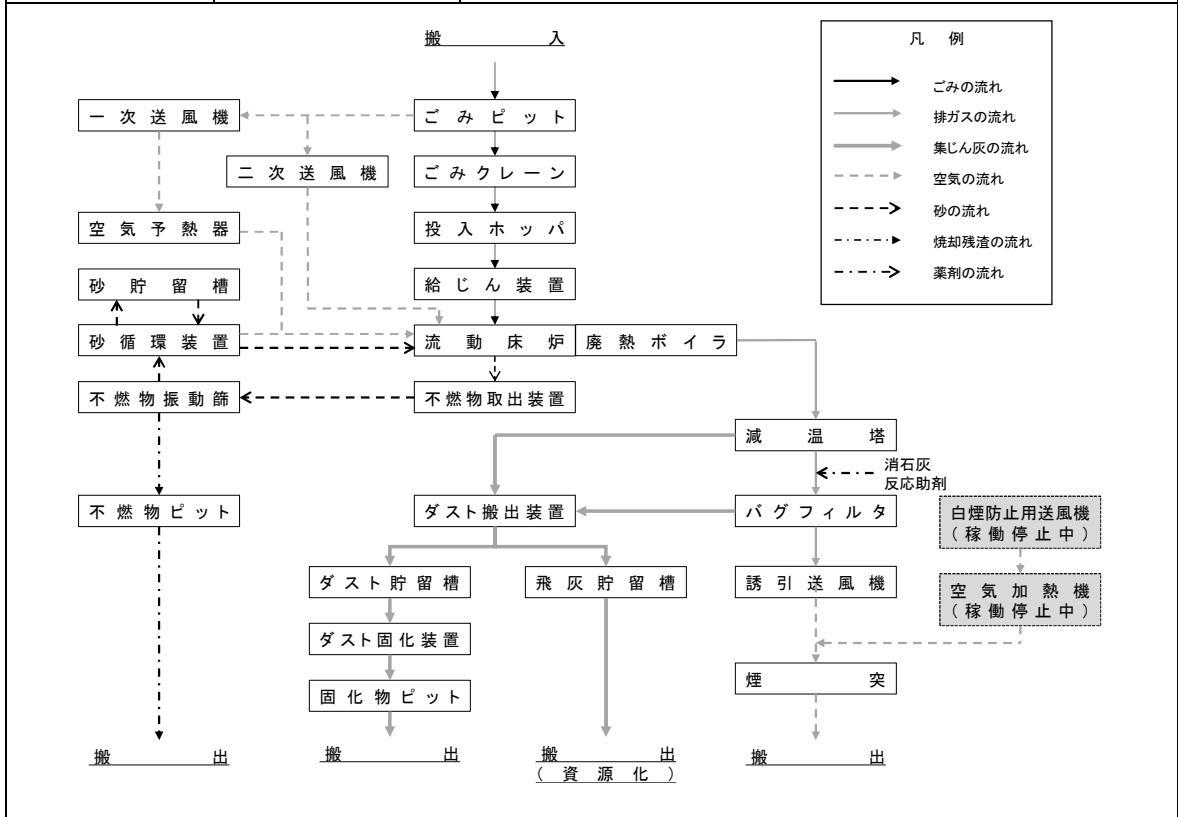 搬入
凡例
ごみの流れ
排ガスの流れ
集じん灰の流れ
空気の流れ
砂の流れ
焼却残渣の流れ
薬剤の流れ
一次送風機
ごみピット
二次送風機
ごみクレーン
空気予熱器
投入ホッパ
砂貯留槽
給じん装置
砂循環装置
流動床炉
廃熱ボイラ
不燃物振動篩
不燃物取出装置
減温塔
消石灰
反応助剤
不燃物ピット
ダスト搬出装置
バグフィルタ
白煙防止用送風機
(稼働停止中)
ダスト貯留槽
飛灰貯留槽
誘引送風機
空気加熱機
(稼働停止中)
ダスト固化装置
固化物ピット
煙突
搬出
搬出
搬出
(資源化)
搬出